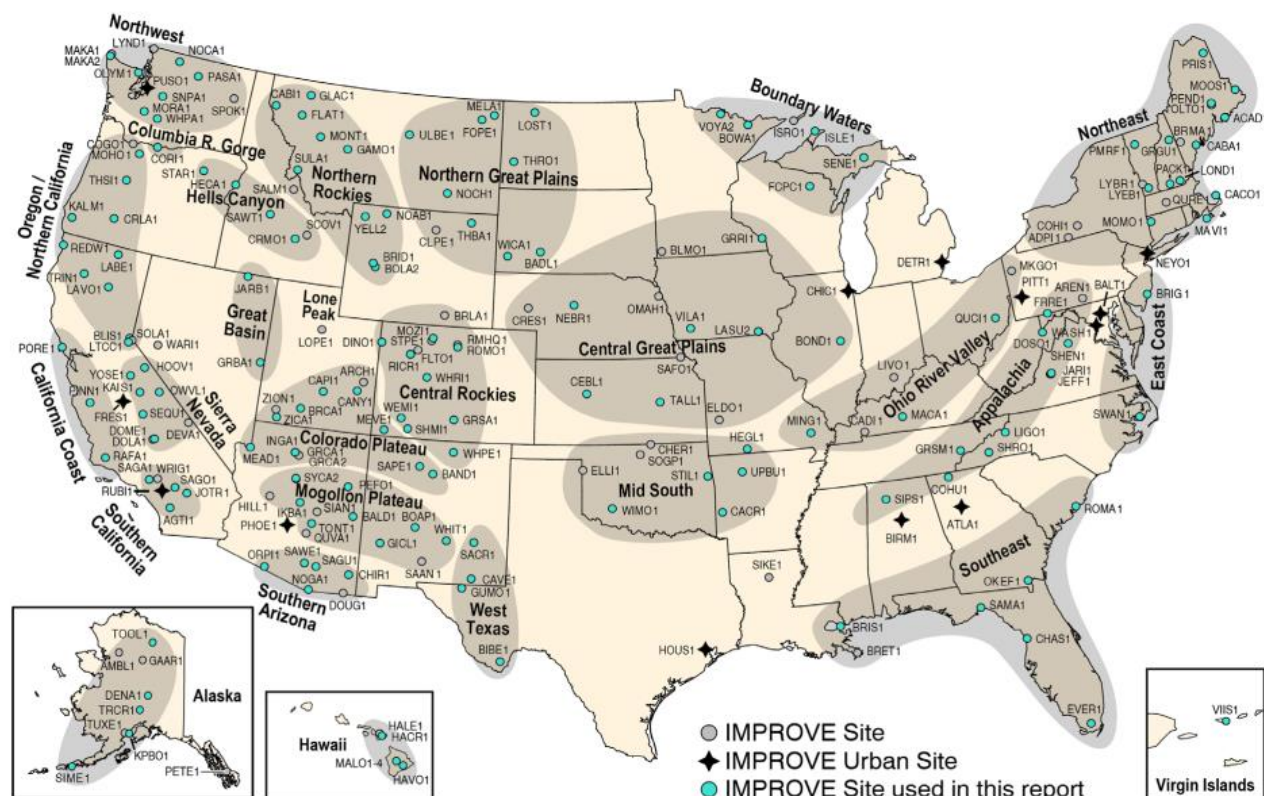 Northwest
LYND1
NOCA1
MAKA1
MAKA2
OLYM1
PUSO1
PASA1
SNPA1
MORA1
SPOK1
WHPA1
Columbia R. Gorge
COGO1
MOHO1
CORI1
STAR1
THSI1
HECA1
Hells Canyon
KALM1
CRLA1
SAWT1
SALM1
SCOV1
CRMO1
Oregon /
Northern California
REDW1
LABE1
TRIN1
LAVO1
CABI1
GLAC1
FLAT1
MONT1
GAMO1
SULA1
Northern
Rockies
NOAB1
YELL2
BRID1
BOLA2
MELA1
ULBE1
FOPE1
LOST1
THRO1
Northern Great Plains
NOCH1
CLPE1
THBA1
WICA1
BADL1
Boundary Waters
VOYA2
BOWA1
ISRO1
ISLE1
SENE1
FCPC1
GRRI1
BLMO1
DETR1
CHIC1
Northeast
PRIS1
MOOS1
PEND1
OLTO1
ACAD
BRMA1
CABA1
PMRF1
GRGU1
PACK1
LOND1
LYBR1
LYEB1
CACO1
QURE1
COHI1
ADPI1
MOMO1
MAVI1
NEYO1
MKGO1
PITT1
AREN1
BALT1
BRIG1
FRRE1
QUCI1
WASH1
DOSO1
SHEN1
JARI1
JEFF1
East Coast
SWAN1
Ohio River Valley
Appalachia
LIVO1
CADI1
MACA1
LIGO1
GRSM1
SHRO1
COHU1
ROMA1
SIPS1
BIRM1
ATLA1
Southeast
OKEF1
SAMA1
CHAS1
EVER1
BRIS1
BRET1
SIKE1
HOUS1
JARB1
Great
Basin
GRBA1
Lone
Peak
LOPE1
BRLA1
DINO1
MOZI1
STPE1
RMHQ1
ROMO1
FLTO1
RICR1
WHRI1
Central Rockies
ARCH1
CAPI1
CANY1
ZION1
ZICA1
BRCA1
WEMI1
MEVE1
SHMI1
GRSA1
Colorado Plateau
INGA1
MEAD1
GRCA1
GRCA2
WHPE1
SAPE1
BAND1
SYCA2
PEFO1
Mogollon Plateau
HILL1
IKBA1
SIAN1
PHOE1
TONT1
BALD1
BOAP1
QUVA1
WHIT1
GICL1
ORPI1
SAWE1
SAGU1
SACR1
SAAN1
NOGA1
CHIR1
CAVE1
GUMO1
DOUG1
Southern
Arizona
West
Texas
BIBE1
BLIS1
SOLA1
LTCC1
WARI1
HOOV1
PORE1
YOSE1
KAIS1
OWVL1
PINN1
FRES1
SEQU1
DOME1
DOLA1
DEVA1
Sierra
Nevada
California
Coast
RAFA1
SAGA1
WRIG1
SAGO1
RUBI1
JOTR1
AGTI1
Southern
California
CRES1
NEBR1
OMAH1
VILA1
LASU2
BOND1
Central Great Plains
SAFO1
CEBL1
TALL1
ELDO1
MING1
HEGL1
CHER1
SOGP1
ELLI1
STIL1
UPBU1
Mid South
WIMO1
CACR1
TOOL1
AMBL1
GAAR1
DENA1
Alaska
TRCR1
TUXE1
KPBO1
SIME1
PETE1
Hawaii
HALE1
HACR1
MALO1-4
HAVO1
VIIS1
Virgin Islands
IMPROVE Site
IMPROVE Urban Site
IMPROVE Site used in this report